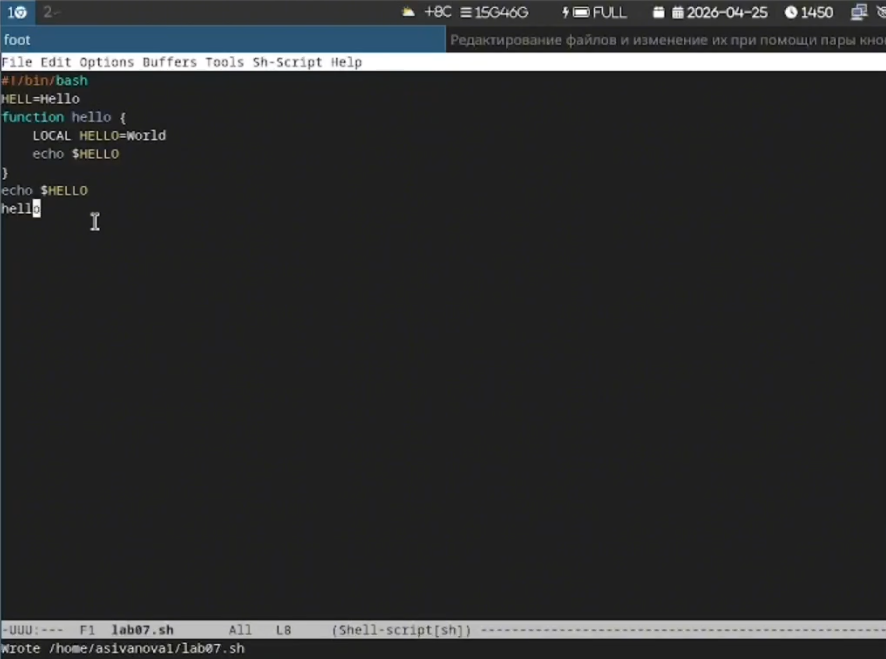 1 2
+8C 15G46G FULL 2026-04-25 1450
foot
Редактирование файлов и изменение их при помощи пары кно
File Edit Options Buffers Tools Sh-Script Help
#!/bin/bash
HELL=Hello
function hello {
    LOCAL HELLO=World
    echo $HELLO
}
echo $HELLO
hello
-UUU:---  F1  lab07.sh       All   L8     (Shell-script[sh]) ----------------------------------------------------
Wrote /home/asivanova1/lab07.sh